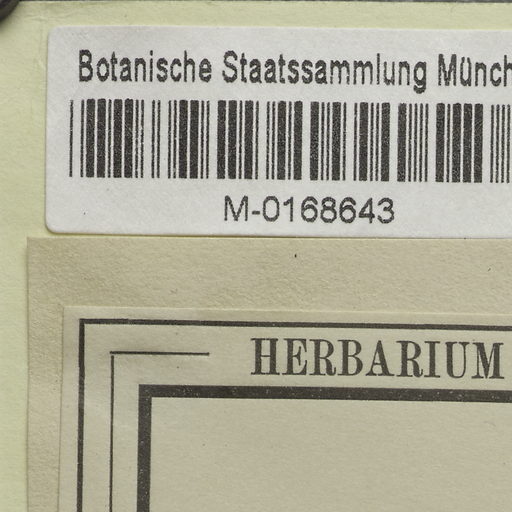 Botanische Staatssammlung Münch
M-0168643
HERBARIUM